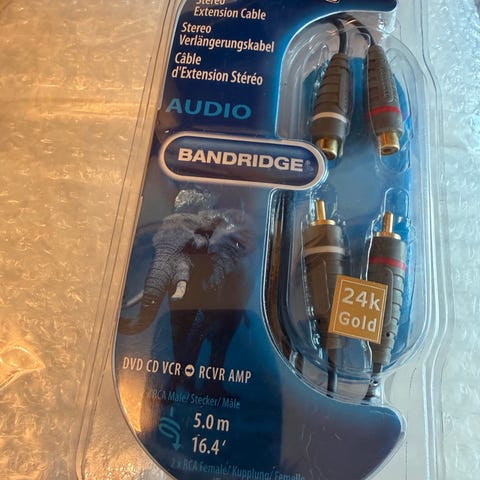 Stereo
Extension Cable
Stereo
Verlängerungskabel
Câble
d'Extension Stéréo
AUDIO
BANDRIDGE®
24k
Gold
DVD CD VCR RCVR AMP
RCA Male/ Stecker/ Mâle
5.0 m
16.4'
2 x RCA Female/ Kupplung/ Femelle